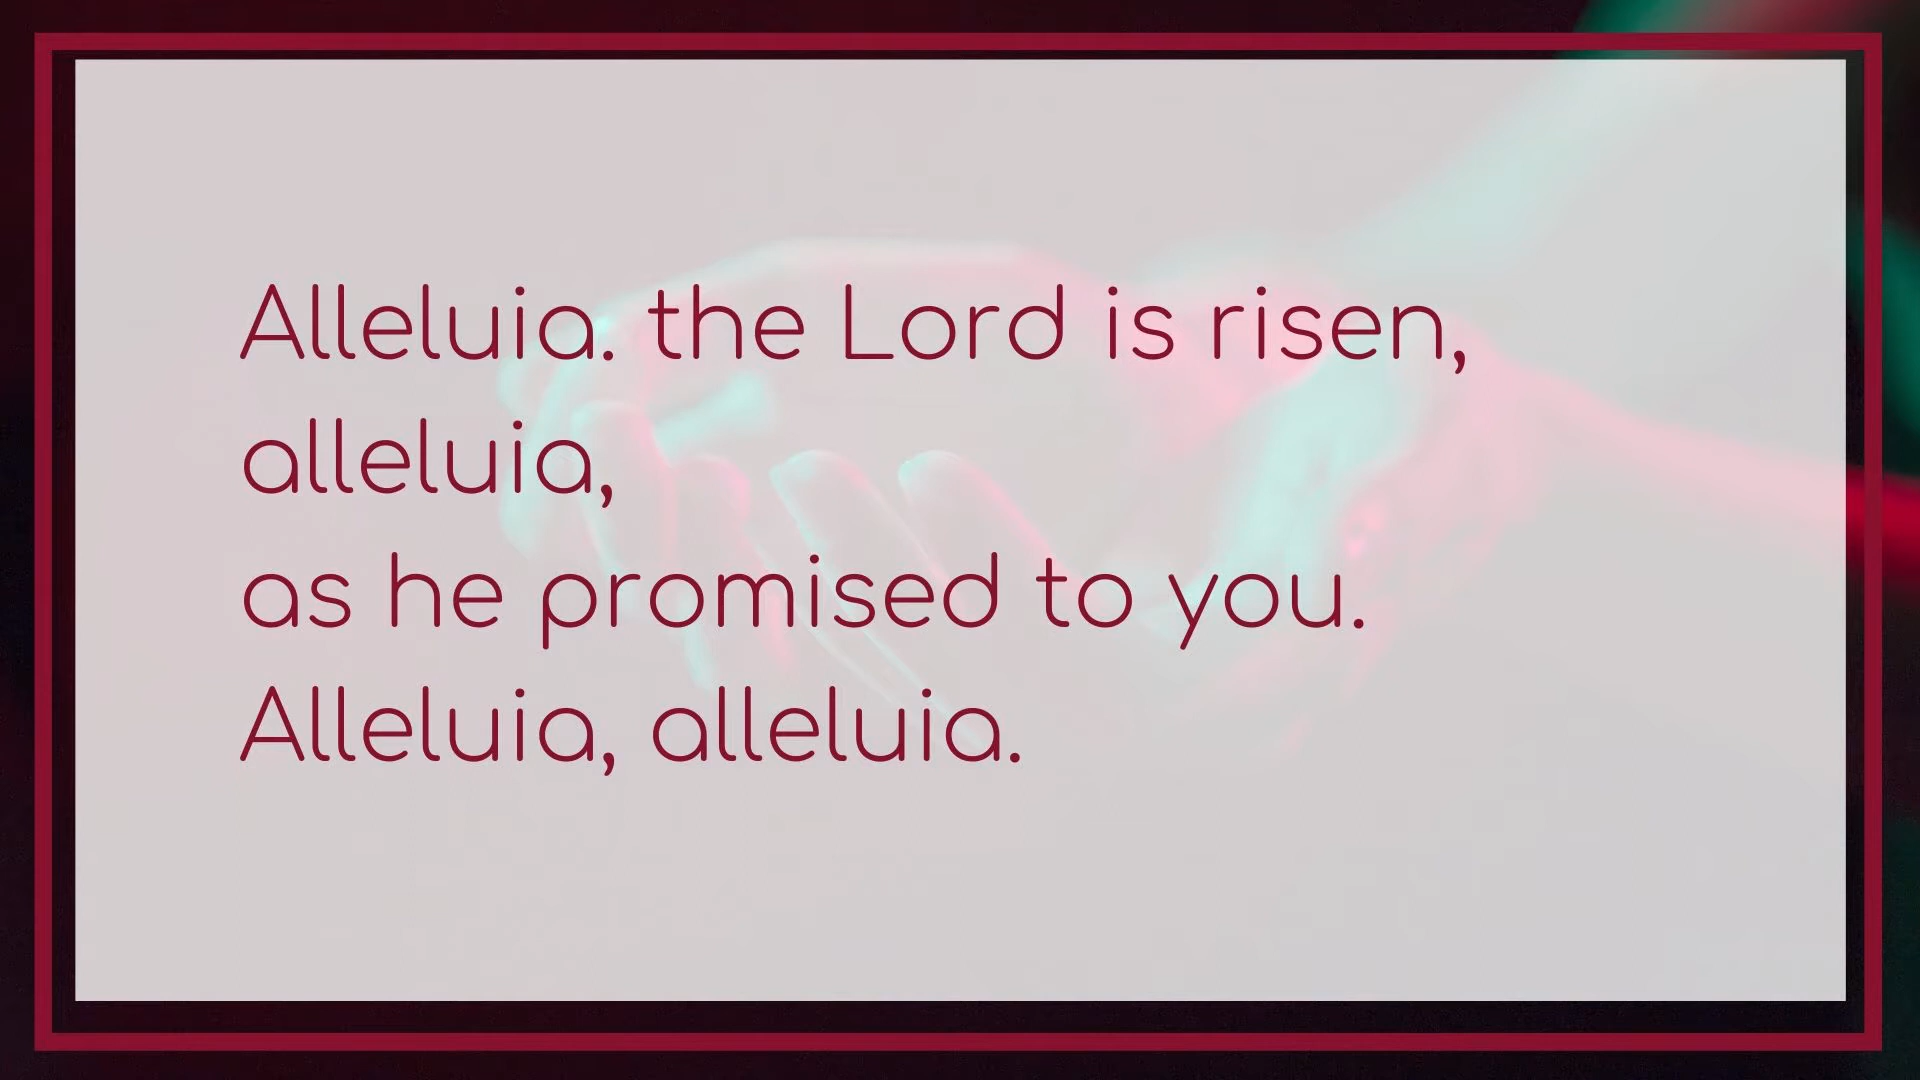 Alleluia. the Lord is risen,
alleluia,
as he promised to you.
Alleluia, alleluia.